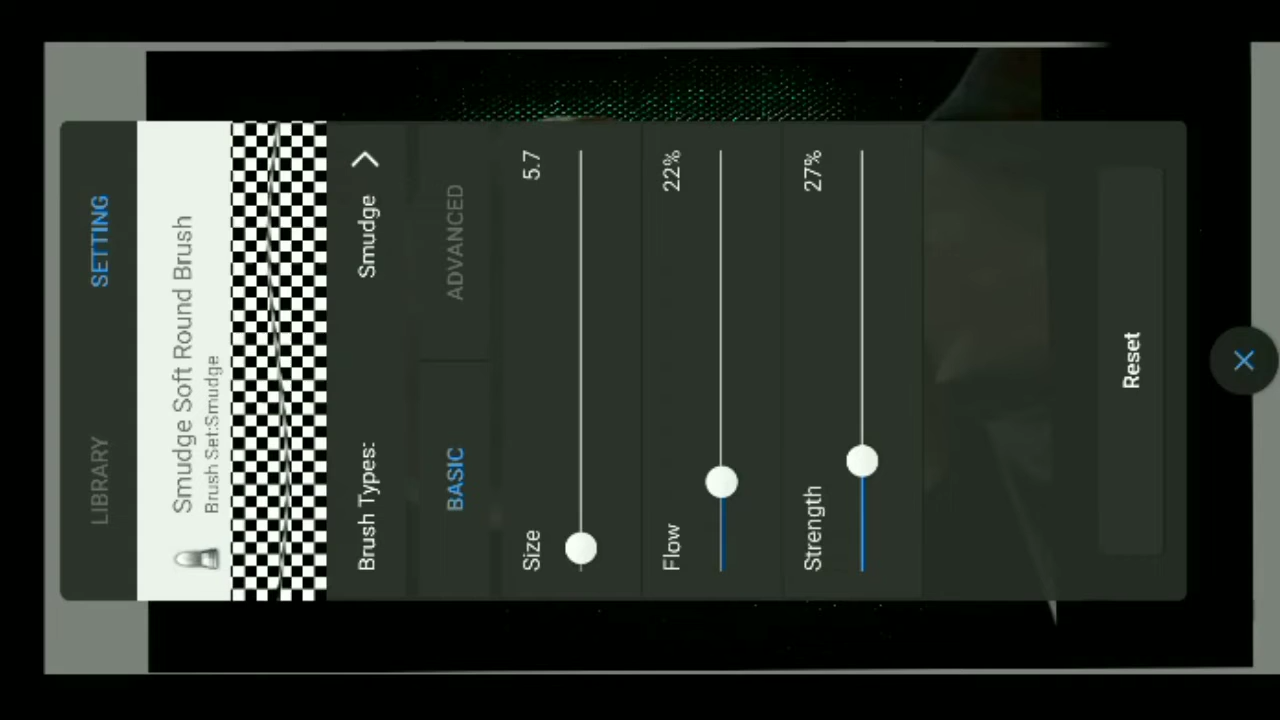 LIBRARY SETTING
Smudge Soft Round Brush
Brush Set:Smudge
Brush Types: Smudge
BASIC ADVANCED
Size 5.7
Flow 22%
Strength 27%
Reset